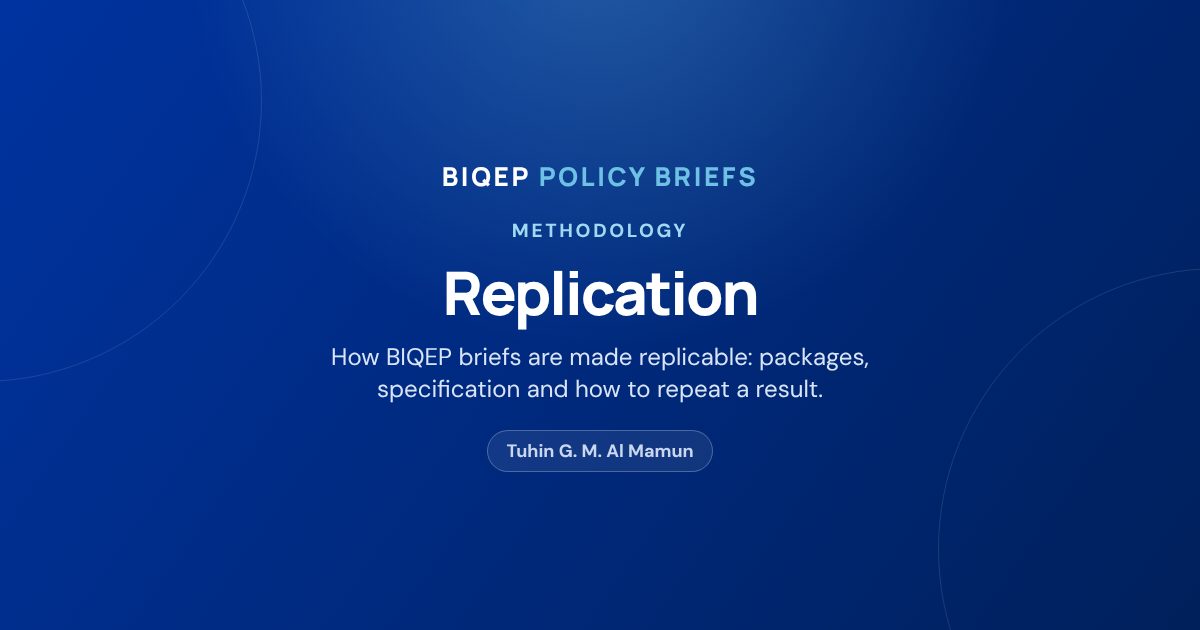 BIQEP POLICY BRIEFS
METHODOLOGY
Replication
How BIQEP briefs are made replicable: packages,
specification and how to repeat a result.
Tuhin G. M. Al Mamun